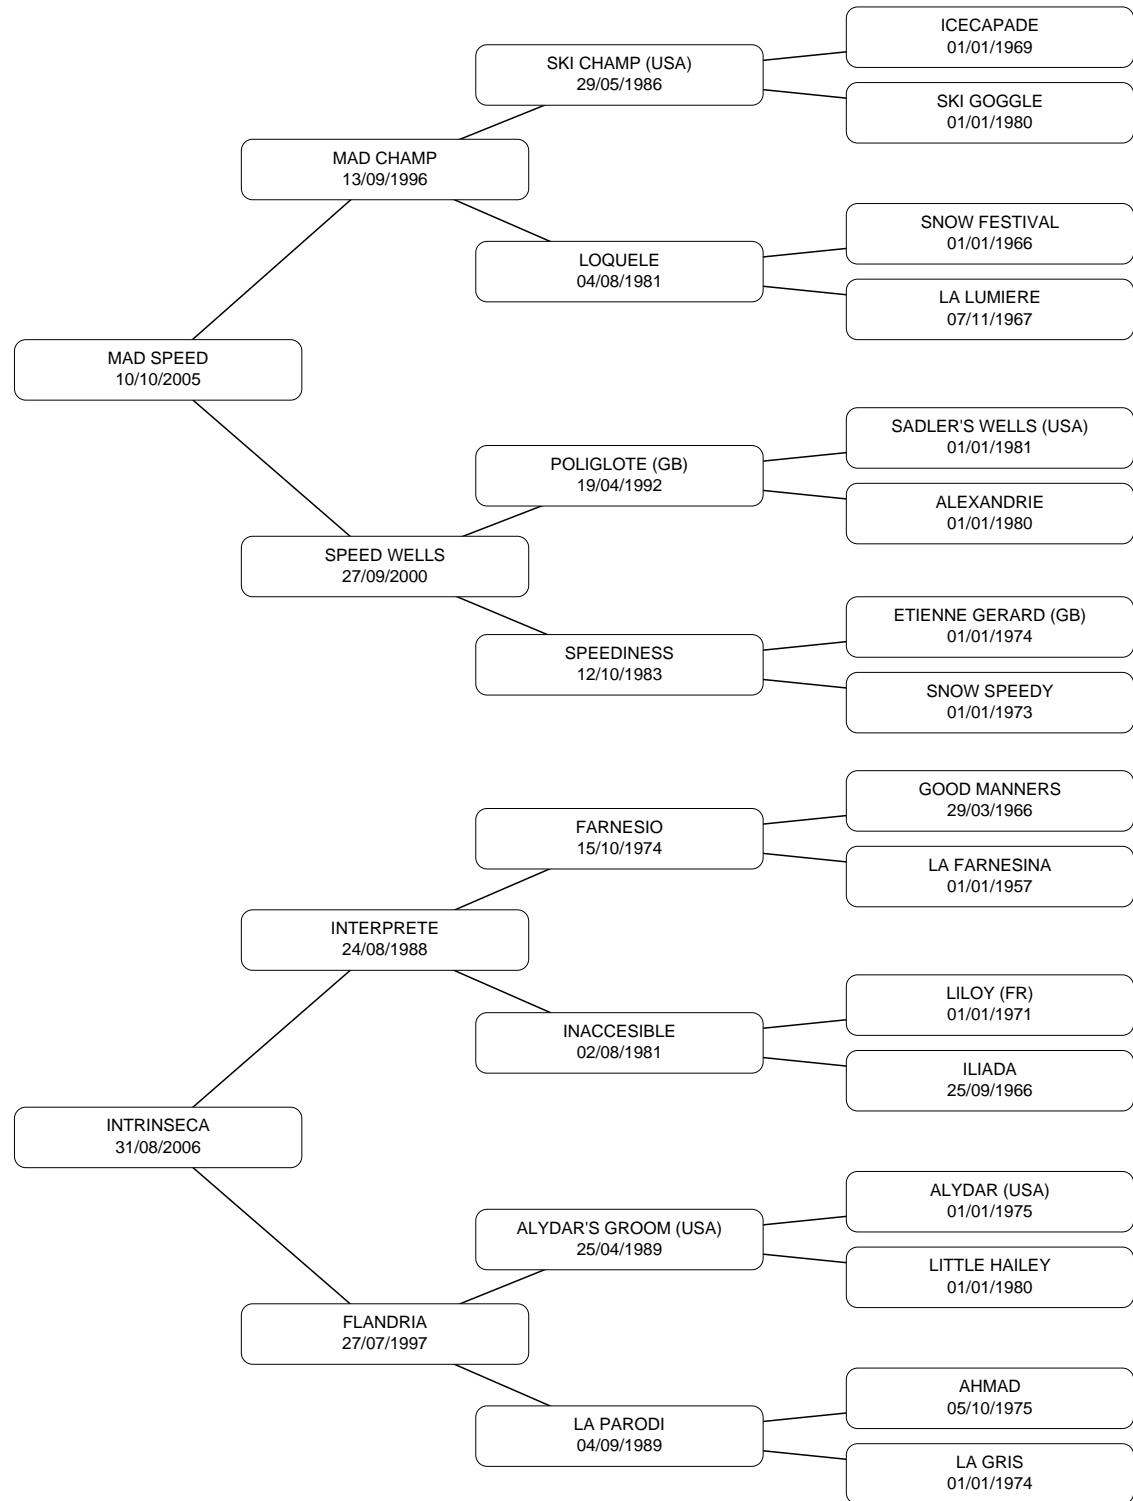 ICECAPADE
01/01/1969
SKI CHAMP (USA)
29/05/1986
SKI GOGGLE
01/01/1980
MAD CHAMP
13/09/1996
SNOW FESTIVAL
01/01/1966
LOQUELE
04/08/1981
LA LUMIERE
07/11/1967
MAD SPEED
10/10/2005
SADLER'S WELLS (USA)
01/01/1981
POLIGLOTE (GB)
19/04/1992
ALEXANDRIE
01/01/1980
SPEED WELLS
27/09/2000
ETIENNE GERARD (GB)
01/01/1974
SPEEDINESS
12/10/1983
SNOW SPEEDY
01/01/1973
GOOD MANNERS
29/03/1966
FARNESIO
15/10/1974
LA FARNESINA
01/01/1957
INTERPRETE
24/08/1988
LILOY (FR)
01/01/1971
INACCESIBLE
02/08/1981
ILIADA
25/09/1966
INTRINSECA
31/08/2006
ALYDAR (USA)
01/01/1975
ALYDAR'S GROOM (USA)
25/04/1989
LITTLE HAILEY
01/01/1980
FLANDRIA
27/07/1997
AHMAD
05/10/1975
LA PARODI
04/09/1989
LA GRIS
01/01/1974